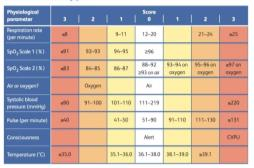 Physiological parameter Score
3 2 1 0 1 2 3
Respiration rate (per minute) ≤8 9–11 12–20 21–24 ≥25
SpO₂ Scale 1 (%) ≤91 92–93 94–95 ≥96
SpO₂ Scale 2 (%) ≤83 84–85 86–87 88–92 ≥93 on air 93–94 on oxygen 95–96 on oxygen ≥97 on oxygen
Air or oxygen? Oxygen Air
Systolic blood pressure (mmHg) ≤90 91–100 101–110 111–219 ≥220
Pulse (per minute) ≤40 41–50 51–90 91–110 111–130 ≥131
Consciousness Alert CVPU
Temperature (°C) ≤35.0 35.1–36.0 36.1–38.0 38.1–39.0 ≥39.1